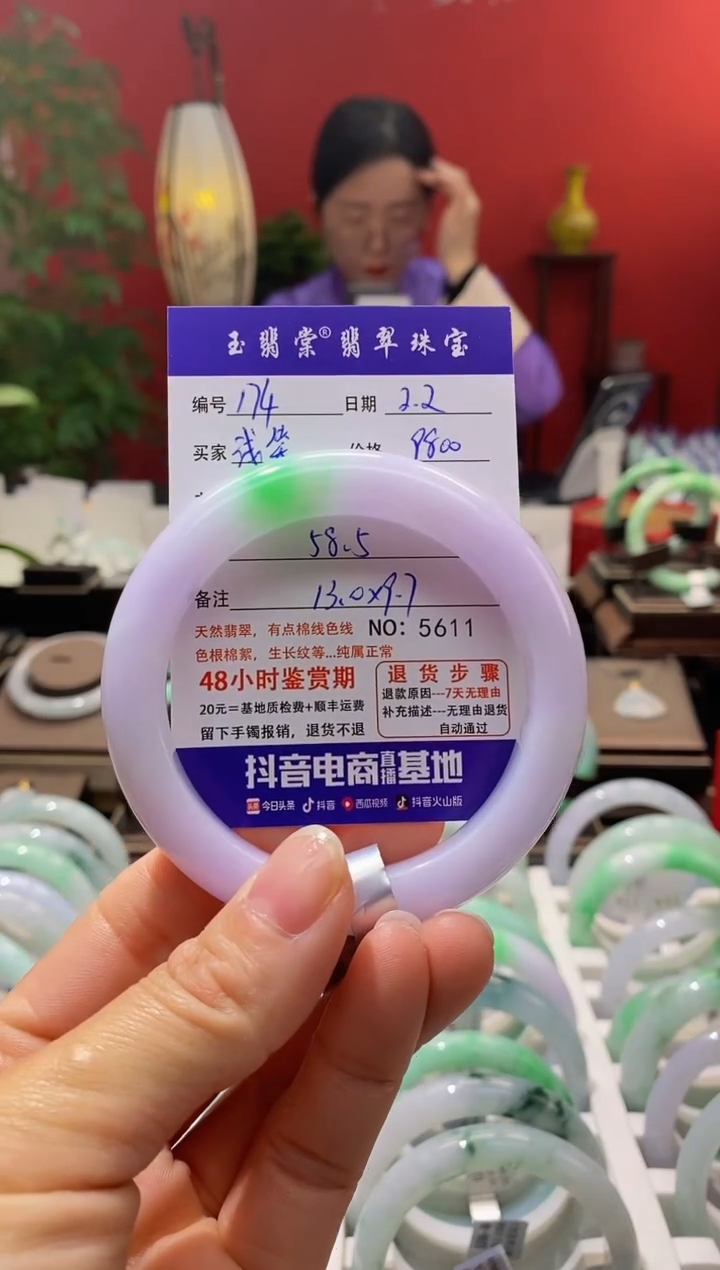 玉翡棠®翡翠珠宝
编号 174 日期 2.2
买家 浅笑 价格 9800
58.5
备注 13.0×9.7
天然翡翠，有点棉线色线 NO: 5611
色根棉絮，生长纹等...纯属正常
48小时鉴赏期
20元=基地质检费+顺丰运费
留下手镯报销，退货不退
退货步骤
退款原因---7天无理由
补充描述---无理由退货
自动通过
抖音电商直播基地
头条 今日头条 抖音 西瓜视频 抖音火山版